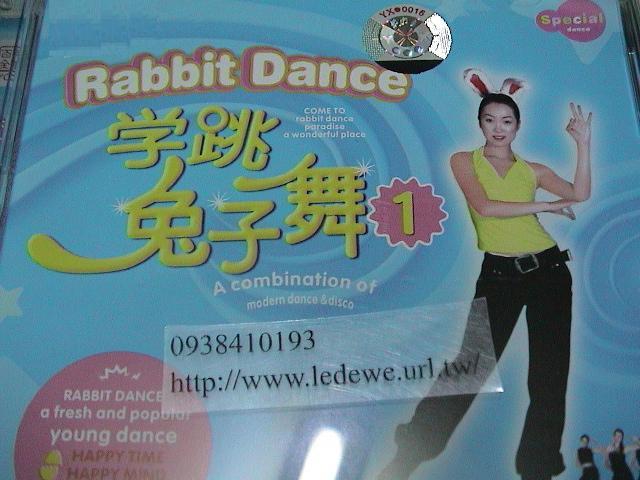 YX 0016
Special
dance
Rabbit Dance
COME TO
rabbit dance
paradise
a wonderful place
学跳
兔子舞
1
A combination of
modern dance & disco
0938410193
http://www.ledewe.url.tw/
RABBIT DANCE
a fresh and popular
young dance
HAPPY TIME
HAPPY MIND